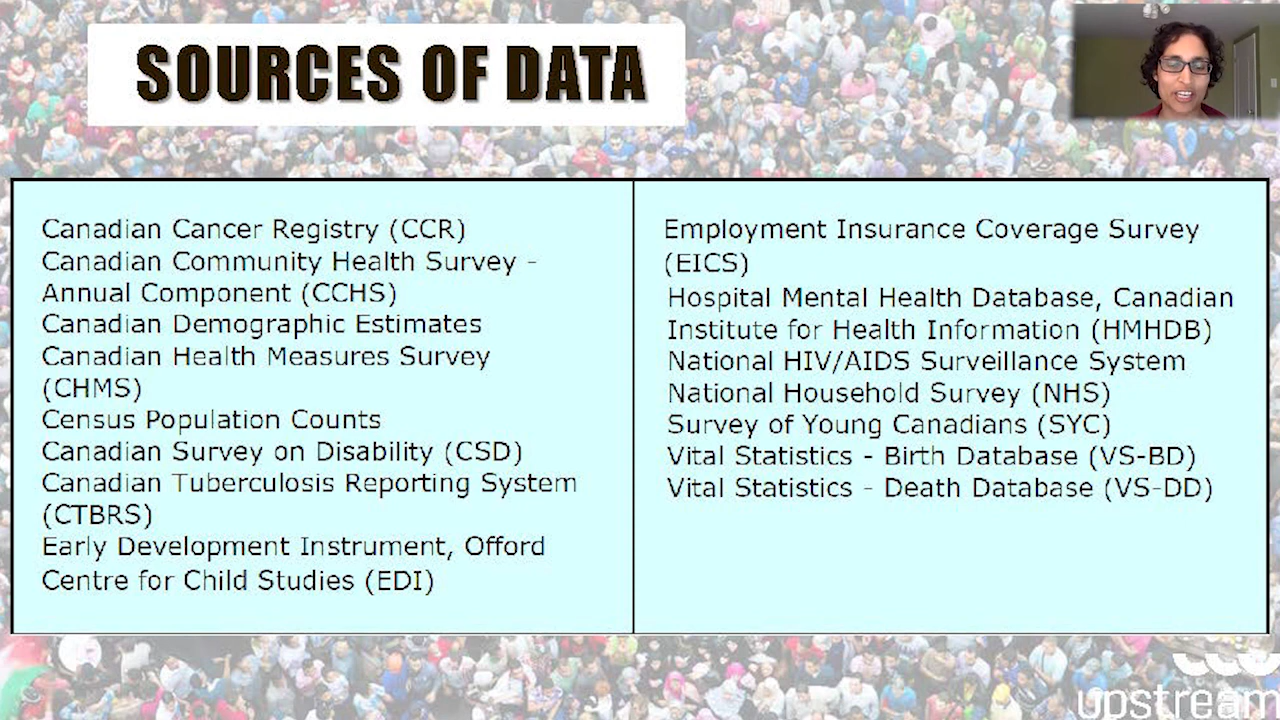 SOURCES OF DATA
Canadian Cancer Registry (CCR)
Canadian Community Health Survey -
Annual Component (CCHS)
Canadian Demographic Estimates
Canadian Health Measures Survey
(CHMS)
Census Population Counts
Canadian Survey on Disability (CSD)
Canadian Tuberculosis Reporting System
(CTBRS)
Early Development Instrument, Offord
Centre for Child Studies (EDI)
Employment Insurance Coverage Survey
(EICS)
Hospital Mental Health Database, Canadian
Institute for Health Information (HMHDB)
National HIV/AIDS Surveillance System
National Household Survey (NHS)
Survey of Young Canadians (SYC)
Vital Statistics - Birth Database (VS-BD)
Vital Statistics - Death Database (VS-DD)
upstream